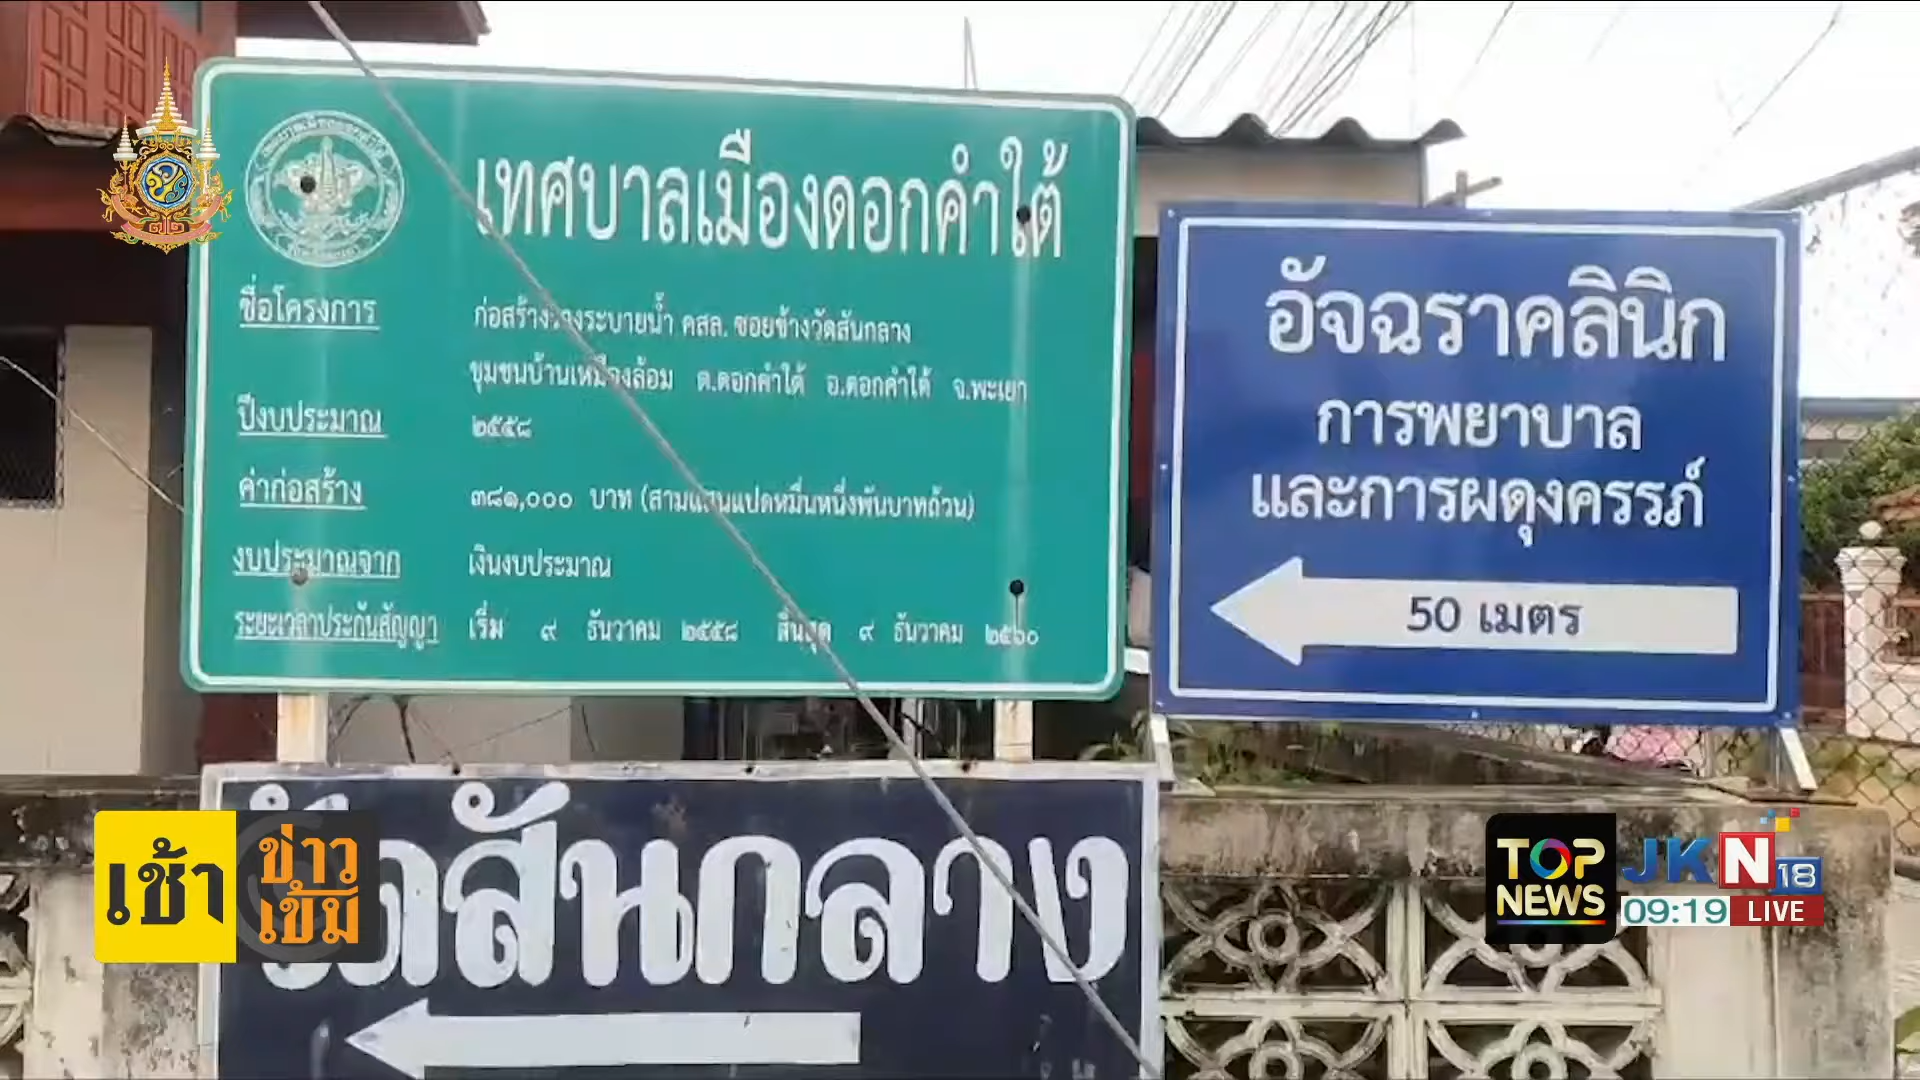 เทศบาลเมืองดอกคำใต้
ชื่อโครงการ ก่อสร้างรางระบายน้ำ คสล. ซอยข้างวัดสันกลาง
ชุมชนบ้านเหมืองล้อม ต.ดอกคำใต้ อ.ดอกคำใต้ จ.พะเยา
ปีงบประมาณ ๒๕๕๘
ค่าก่อสร้าง ๓๘๑,๐๐๐ บาท (สามแสนแปดหมื่นหนึ่งพันบาทถ้วน)
งบประมาณจาก เงินงบประมาณ
ระยะเวลาประกันสัญญา เริ่ม ๙ ธันวาคม ๒๕๕๘ สิ้นสุด ๙ ธันวาคม ๒๕๖๐
อัจฉราคลินิก
การพยาบาล
และการผดุงครรภ์
50 เมตร
วัดสันกลาง
เช้า
ข่าว
เข้ม
TOP
NEWS
JKN 18
09:19 LIVE